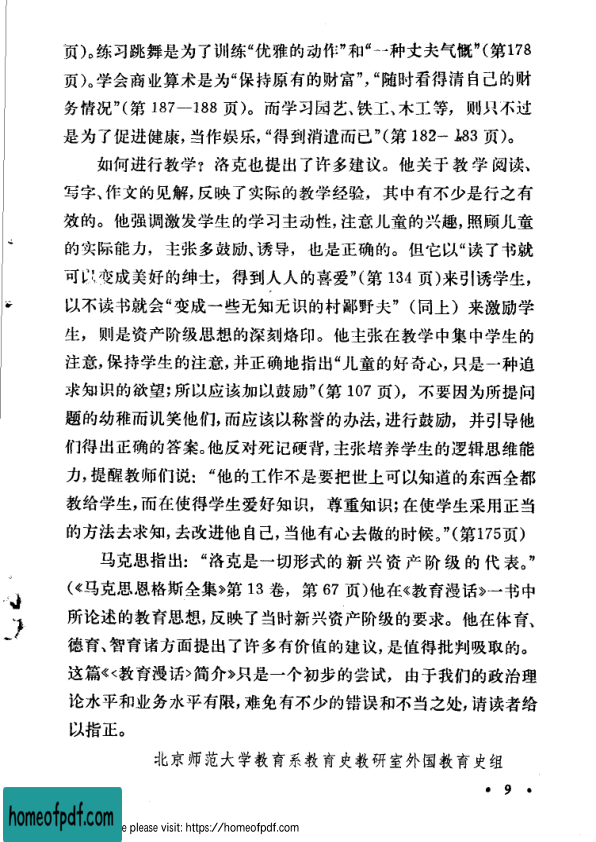 页)。练习跳舞是为了训练“优雅的动作”和“一种丈夫气慨”(第178
页)。学会商业算术是为“保持原有的财富”,“随时看得清自己的财
务情况”(第 187—188 页)。而学习园艺、铁工、木工等，则只不过
是为了促进健康,当作娱乐,“得到消遣而已”(第 182— 183 页)。
如何进行教学？洛克也提出了许多建议。他关于教学阅读、
写字、作文的见解,反映了实际的教学经验，其中有不少是行之有
效的。他强调激发学生的学习主动性,注意儿童的兴趣,照顾儿童
的实际能力，主张多鼓励、诱导，也是正确的。但它以“读了书就
可以变成美好的绅士，得到人人的喜爱”(第 134 页)来引诱学生,
以不读书就会“变成一些无知无识的村鄙野夫”（同上）来激励学
生，则是资产阶级思想的深刻烙印。他主张在教学中集中学生的
注意,保持学生的注意,并正确地指出“儿童的好奇心,只是一种追
求知识的欲望;所以应该加以鼓励”(第 107 页)，不要因为所提问
题的幼稚而讥笑他们,而应该以称誉的办法,进行鼓励，并引导他
们得出正确的答案。他反对死记硬背,主张培养学生的逻辑思维能
力,提醒教师们说：“他的工作不是要把世上可以知道的东西全都
教给学生,而在使得学生爱好知识，尊重知识;在使学生采用正当
的方法去求知,去改进他自己,当他有心去做的时候。”(第175页)
马克思指出：“洛克是一切形式的新兴资产阶级的代表。”
(《马克思恩格斯全集》第 13 卷，第 67 页)他在《教育漫话》一书中
所论述的教育思想,反映了当时新兴资产阶级的要求。他在体育、
德育、智育诸方面提出了许多有价值的建议,是值得批判吸取的。
这篇《<教育漫话>简介》只是一个初步的尝试，由于我们的政治理
论水平和业务水平有限,难免有不少的错误和不当之处,请读者给
以指正。
北京师范大学教育系教育史教研室外国教育史组
• 9 •
homeofpdf.com
e please visit: https://homeofpdf.com